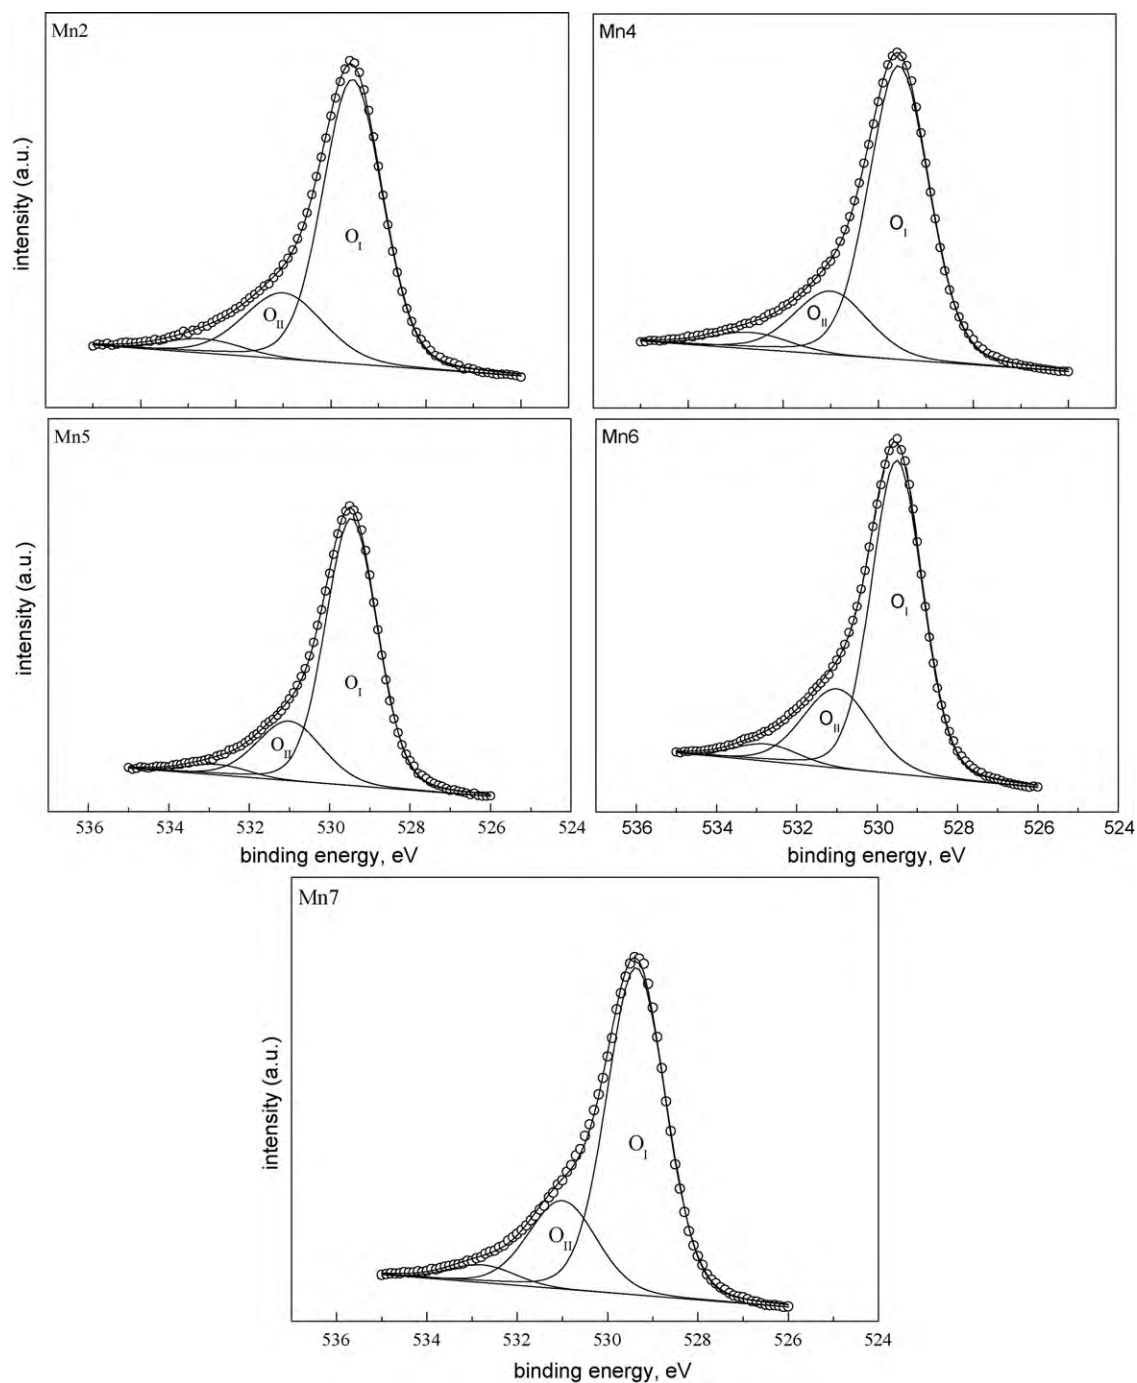 Mn2
Mn4
intensity (a.u.)
O_I
O_II
O_I
O_II
Mn5
Mn6
intensity (a.u.)
O_I
O_II
O_I
O_II
536 534 532 530 528 526 524
536 534 532 530 528 526 524
binding energy, eV
binding energy, eV
Mn7
intensity (a.u.)
O_I
O_II
536 534 532 530 528 526 524
binding energy, eV